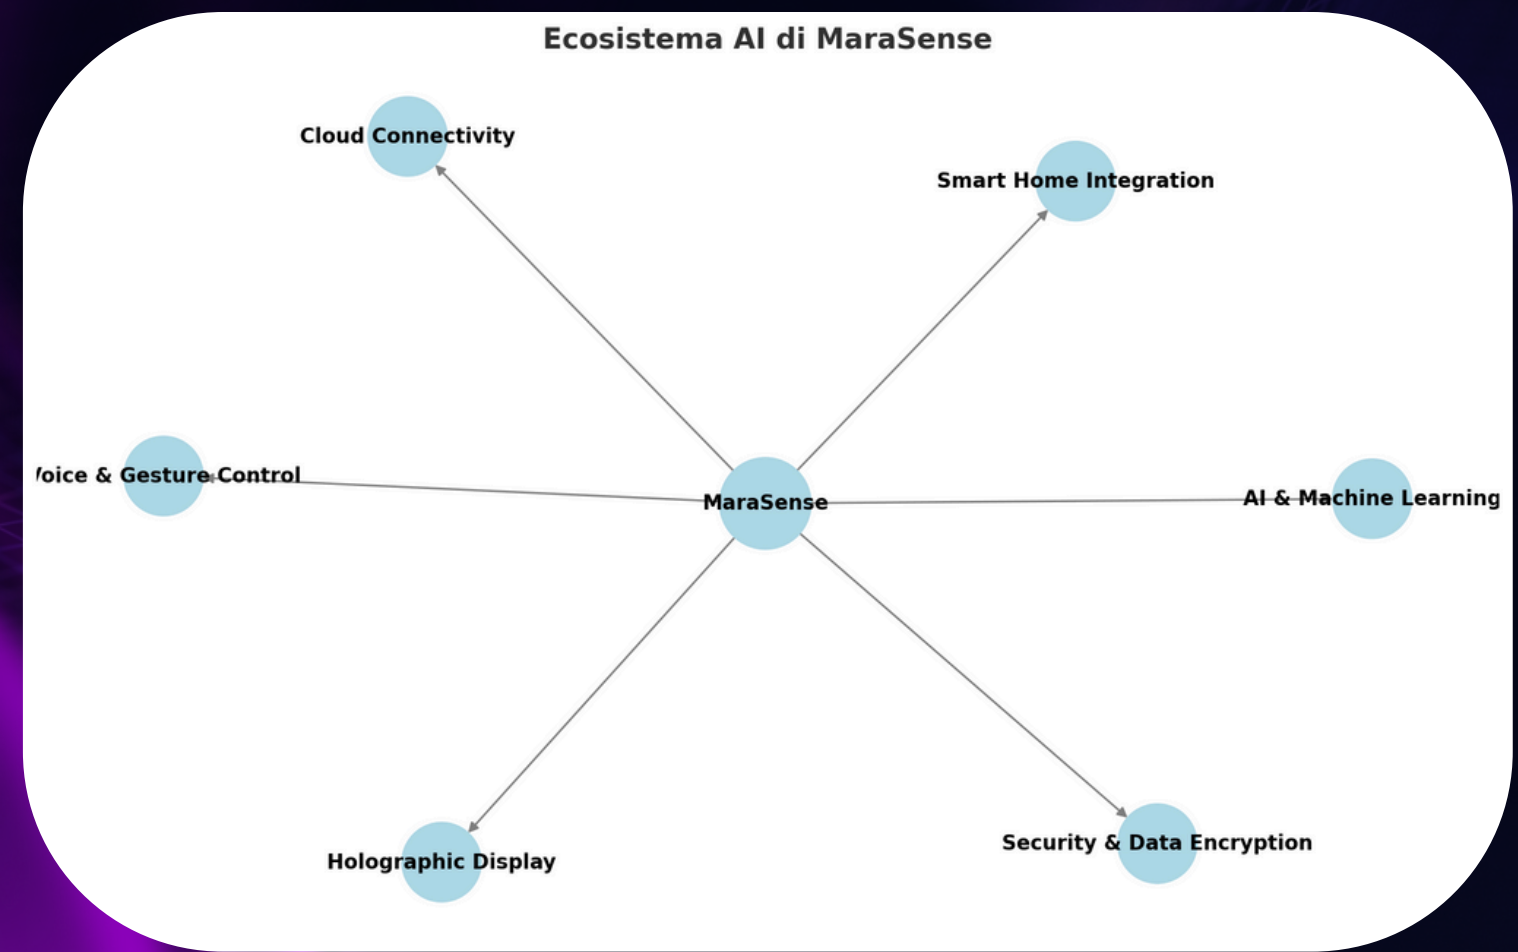 Ecosistema AI di MaraSense
Cloud Connectivity
Smart Home Integration
& Gesture Control
MaraSense
AI & Machine Learning
Holographic Display
Security & Data Encryption